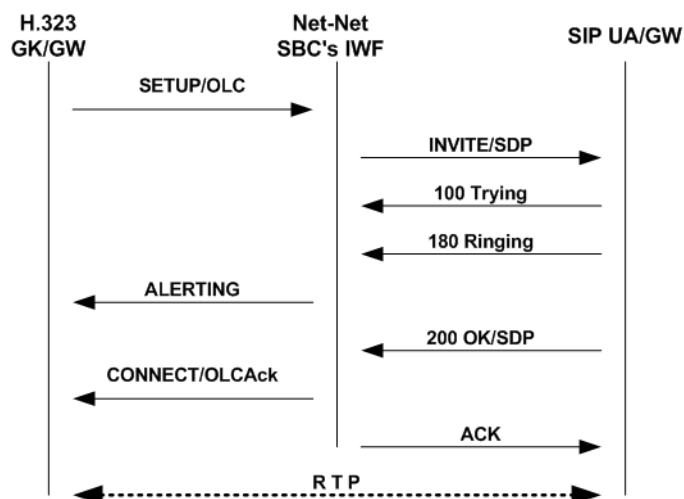 H.323
GK/GW
Net-Net
SBC's IWF
SIP UA/GW
SETUP/OLC
INVITE/SDP
100 Trying
180 Ringing
ALERTING
200 OK/SDP
CONNECT/OLCAck
ACK
R T P